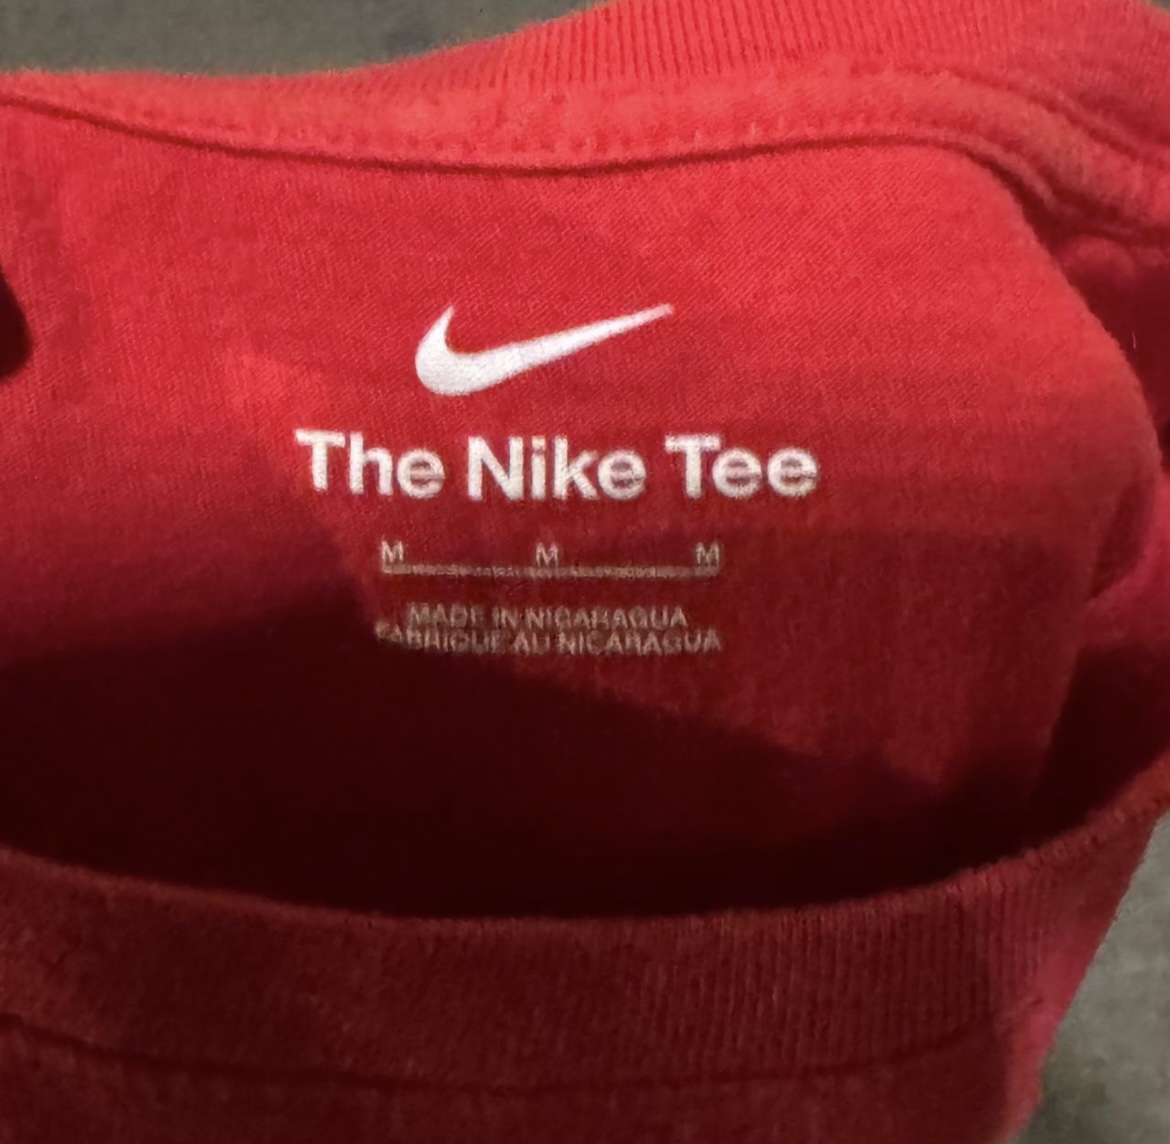 The Nike Tee
M M M
MADE IN NICARAGUA
FABRIQUE AU NICARAGUA